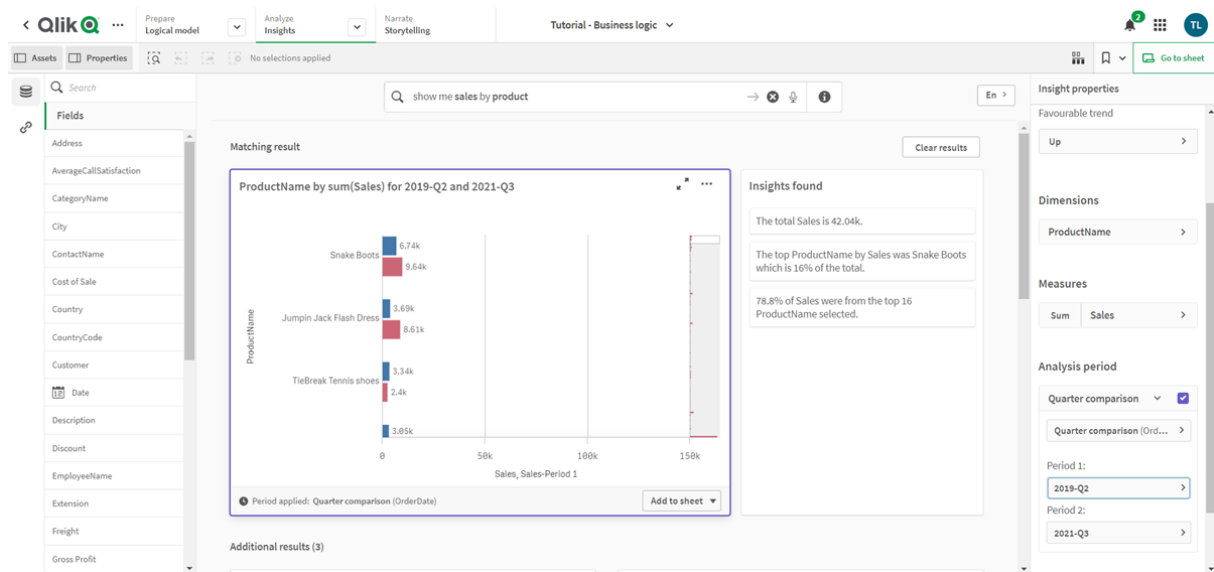 Qlik
Prepare
Logical model
Analyze
Insights
Narrate
Storytelling
Tutorial - Business logic
2
TL
Assets
Properties
No selections applied
Go to sheet
Search
Fields
Address
AverageCallSatisfaction
CategoryName
City
ContactName
Cost of Sale
Country
CountryCode
Customer
12 Date
Description
Discount
EmployeeName
Extension
Freight
Gross Profit
show me sales by product
En
Matching result
Clear results
ProductName by sum(Sales) for 2019-Q2 and 2021-Q3
ProductName
Snake Boots
6.74k
9.64k
Jumpin Jack Flash Dress
3.69k
8.61k
TieBreak Tennis shoes
3.34k
2.4k
3.05k
0 50k 100k 150k
Sales, Sales-Period 1
Period applied: Quarter comparison (OrderDate)
Add to sheet
Insights found
The total Sales is 42.04k.
The top ProductName by Sales was Snake Boots
which is 16% of the total.
78.8% of Sales were from the top 16
ProductName selected.
Additional results (3)
Insight properties
Favourable trend
Up
Dimensions
ProductName
Measures
Sum Sales
Analysis period
Quarter comparison
Quarter comparison (Ord...
Period 1:
2019-Q2
Period 2:
2021-Q3